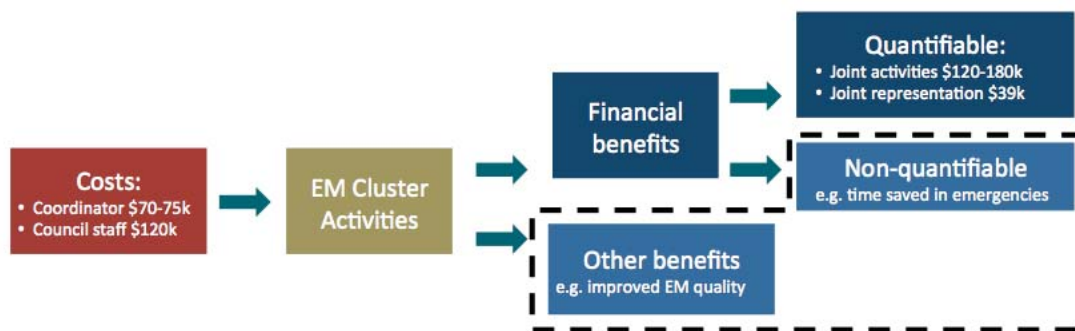 Costs:
• Coordinator $70-75k
• Council staff $120k
EM Cluster
Activities
Financial
benefits
Quantifiable:
• Joint activities $120-180k
• Joint representation $39k
Non-quantifiable
e.g. time saved in emergencies
Other benefits
e.g. improved EM quality